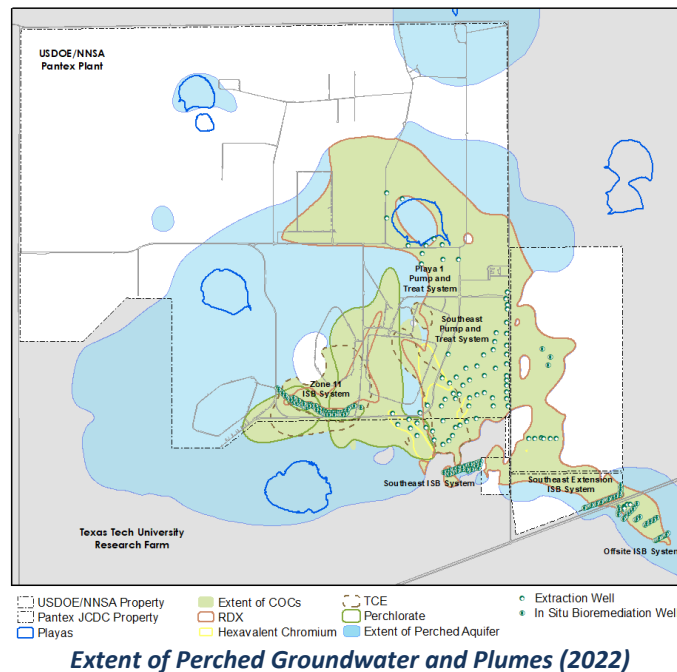 USDOE/NNSA
Pantex Plant
Playa 1
Pump and
Treat System
Southeast
Pump and
Treat System
Zone 11
ISB System
Southeast ISB System
Southeast Extension
ISB System
Texas Tech University
Research Farm
Offsite ISB System
USDOE/NNSA Property
Extent of COCs
TCE
Extraction Well
Pantex JCDC Property
RDX
Perchlorate
In Situ Bioremediation Well
Playas
Hexavalent Chromium
Extent of Perched Aquifer
Extent of Perched Groundwater and Plumes (2022)